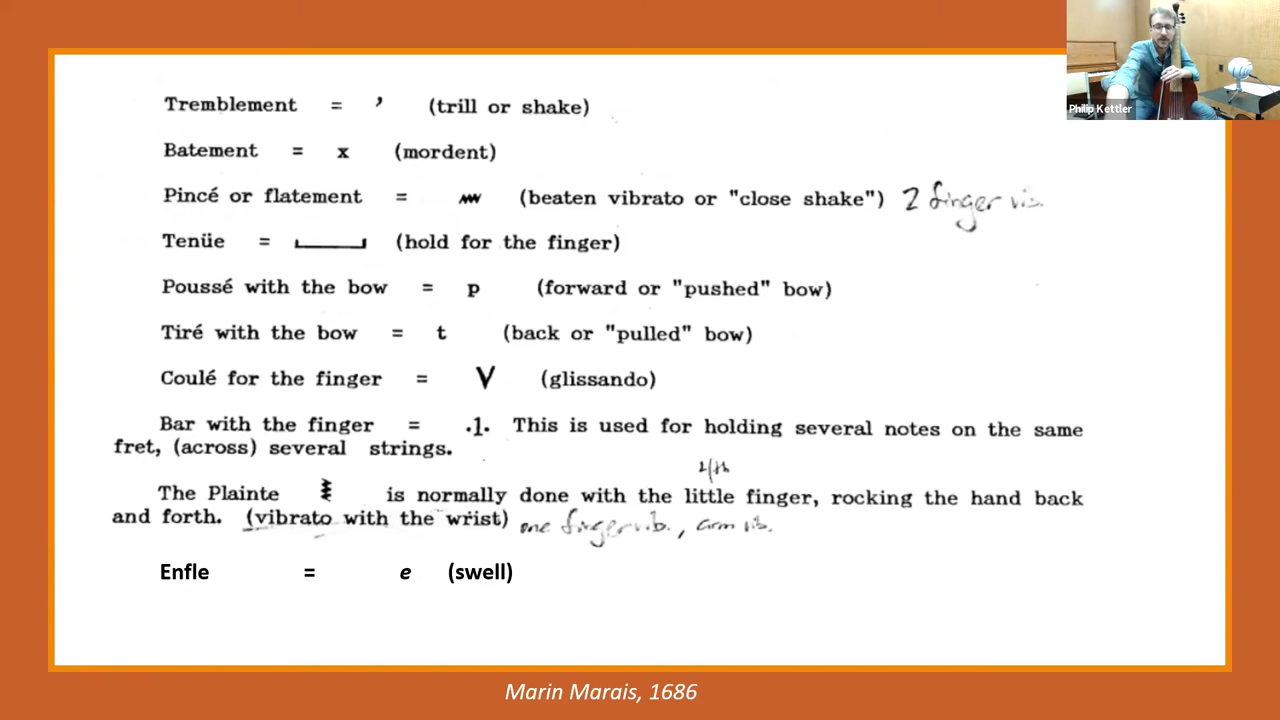 Philip Kettler
Tremblement = ’ (trill or shake)
Batement = x (mordent)
Pincé or flatement = (beaten vibrato or "close shake") 2 finger vib.
Tenüe = (hold for the finger)
Poussé with the bow = p (forward or "pushed" bow)
Tiré with the bow = t (back or "pulled" bow)
Coulé for the finger = V (glissando)
Bar with the finger = .1. This is used for holding several notes on the same
fret, (across) several strings.
4th
The Plainte is normally done with the little finger, rocking the hand back
and forth. (vibrato with the wrist) one finger vib., arm vib.
Enfle = e (swell)
Marin Marais, 1686